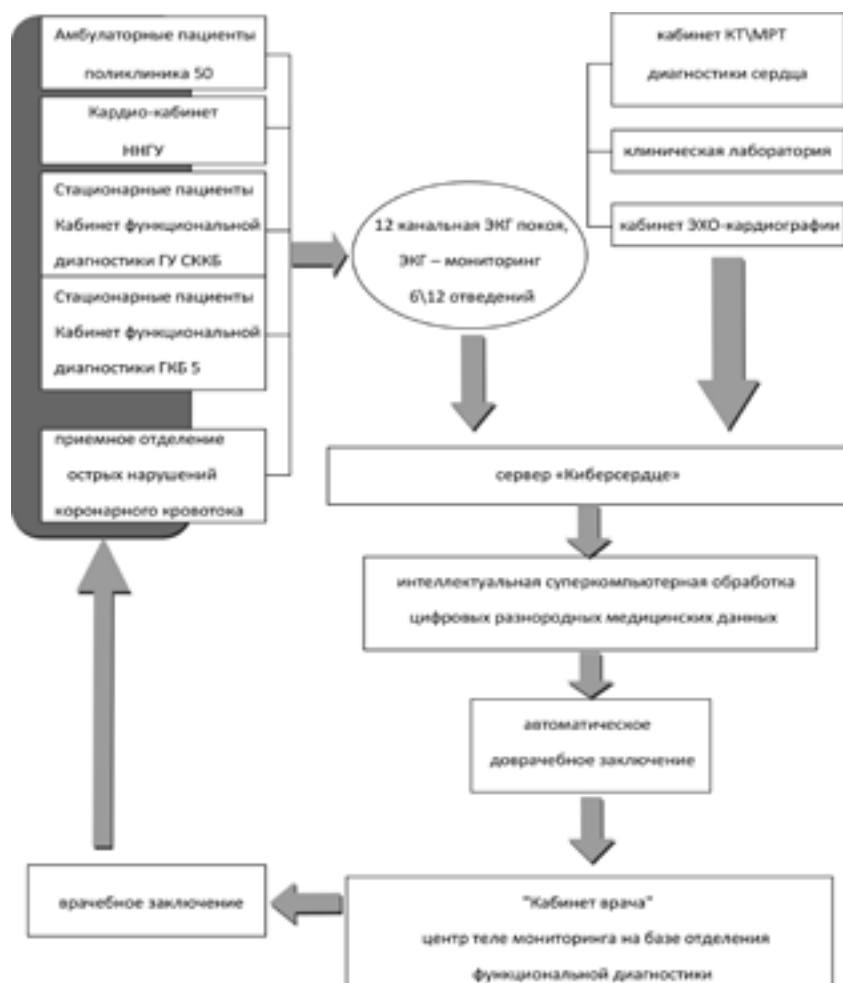 Амбулаторные пациенты
поликлиника 50
Кардио-кабинет
ННГУ
Стационарные пациенты
Кабинет функциональной
диагностики ГУ СККБ
Стационарные пациенты
Кабинет функциональной
диагностики ГКБ 5
приемное отделение
острых нарушений
коронарного кровотока
12 канальная ЭКГ покоя,
ЭКГ – мониторинг
6\12 отведений
кабинет КТ\МРТ
диагностики сердца
клиническая лаборатория
кабинет ЭХО-кардиографии
сервер «Киберсердце»
интеллектуальная суперкомпьютерная обработка
цифровых разнородных медицинских данных
автоматическое
доврачебное заключение
"Кабинет врача"
центр теле мониторинга на базе отделения
функциональной диагностики
врачебное заключение